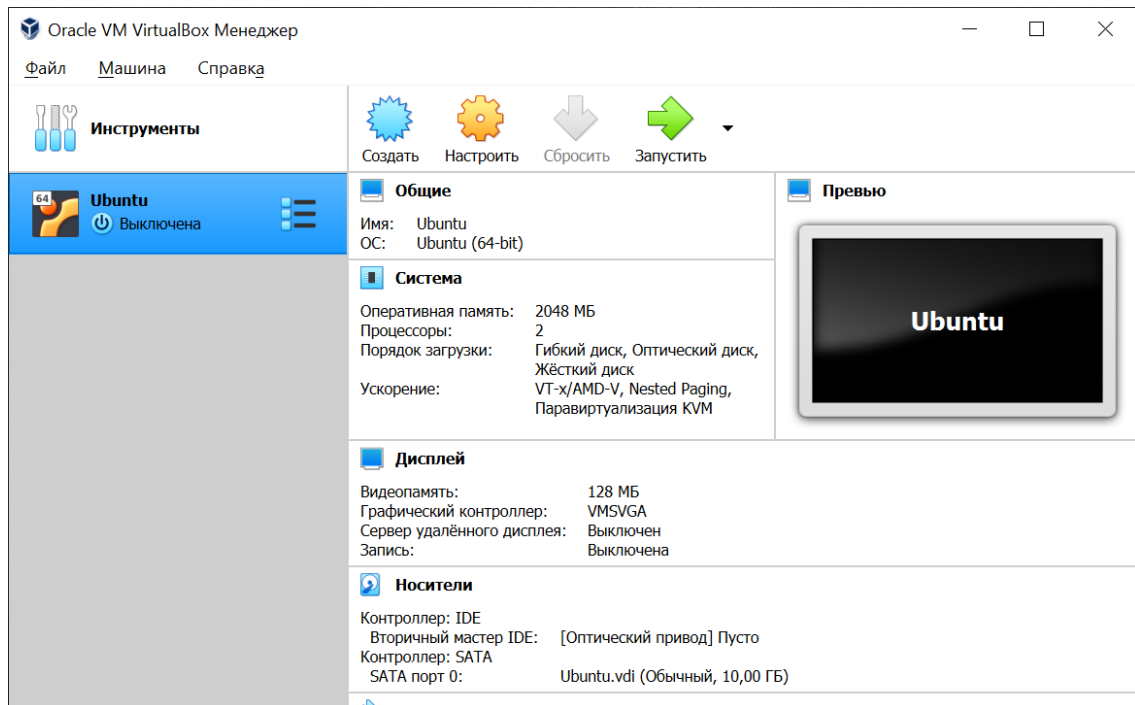 Oracle VM VirtualBox Менеджер
Файл Машина Справка
Инструменты
Создать Настроить Сбросить Запустить
64
Ubuntu
Выключена
Общие
Имя: Ubuntu
ОС: Ubuntu (64-bit)
Система
Оперативная память: 2048 МБ
Процессоры: 2
Порядок загрузки: Гибкий диск, Оптический диск,
Жёсткий диск
Ускорение: VT-x/AMD-V, Nested Paging,
Паравиртуализация KVM
Превью
Ubuntu
Дисплей
Видеопамять: 128 МБ
Графический контроллер: VMSVGA
Сервер удалённого дисплея: Выключен
Запись: Выключена
Носители
Контроллер: IDE
Вторичный мастер IDE: [Оптический привод] Пусто
Контроллер: SATA
SATA порт 0: Ubuntu.vdi (Обычный, 10,00 ГБ)